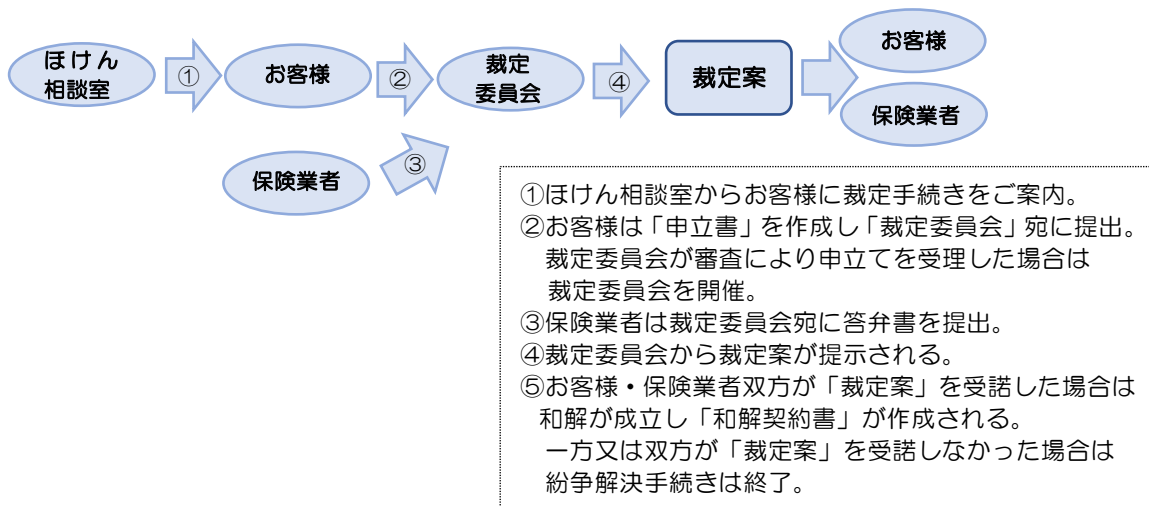 ほけん
相談室
①
お客様
②
裁定
委員会
④
裁定案
お客様
保険業者
保険業者
③
①ほけん相談室からお客様に裁定手続きをご案内。
②お客様は「申立書」を作成し「裁定委員会」宛に提出。
裁定委員会が審査により申立てを受理した場合は
裁定委員会を開催。
③保険業者は裁定委員会宛に答弁書を提出。
④裁定委員会から裁定案が提示される。
⑤お客様・保険業者双方が「裁定案」を受諾した場合は
和解が成立し「和解契約書」が作成される。
一方又は双方が「裁定案」を受諾しなかった場合は
紛争解決手続きは終了。